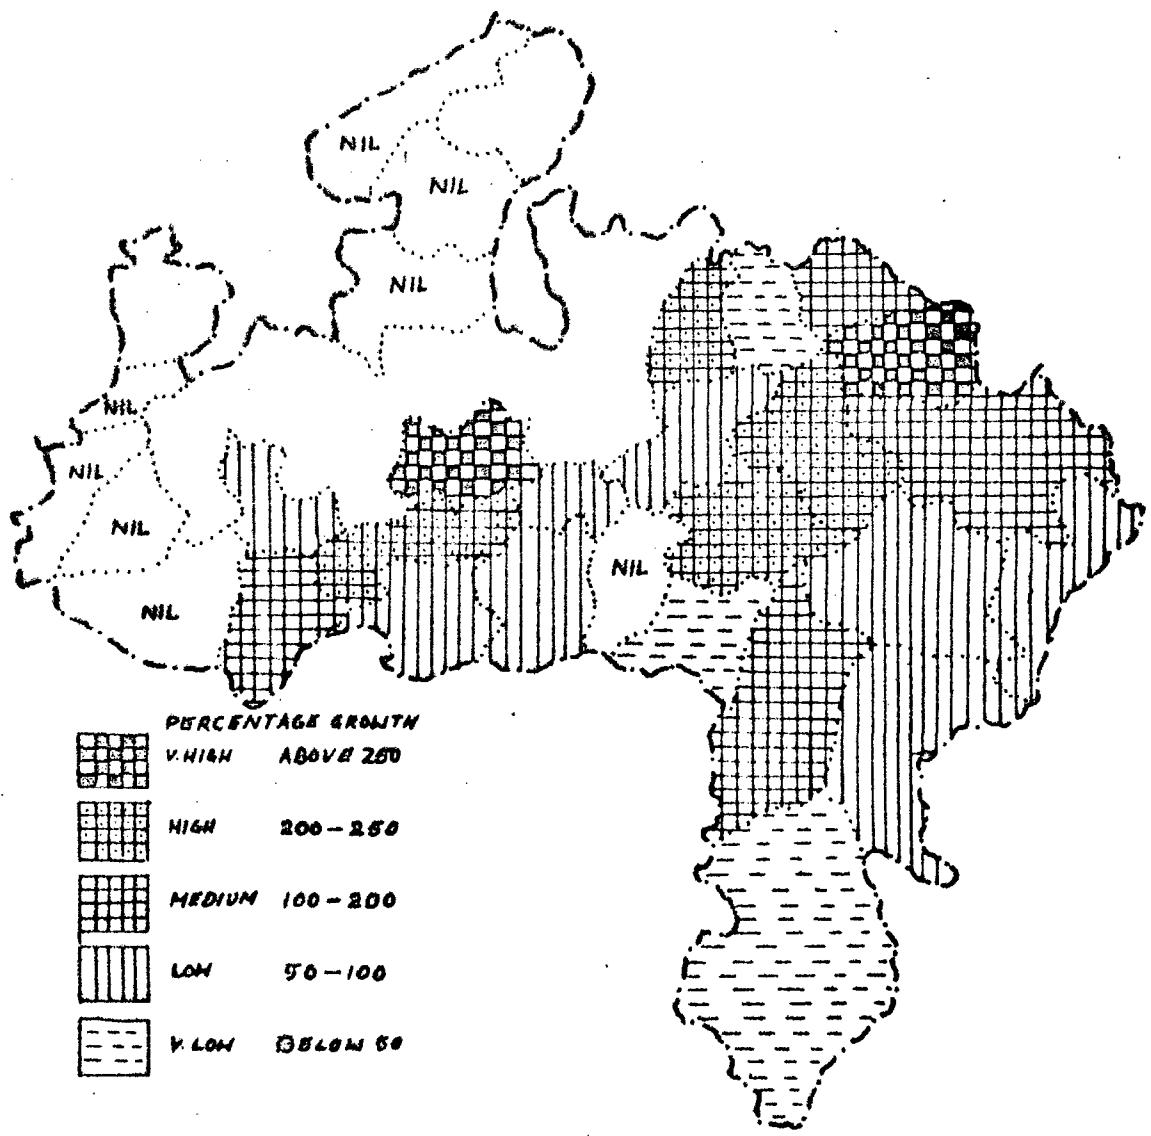 NIL
NIL
NIL
NIL
NIL
NIL
NIL
NIL
PERCENTAGE GROWTH
V. HIGH ABOVE 250
HIGH 200-250
MEDIUM 100-200
LOW 50-100
V. LOW BELOW 50